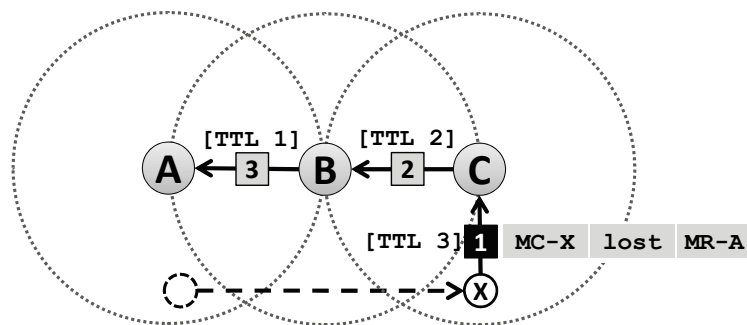 [TTL 1] [TTL 2]
A 3 B 2 C
[TTL 3] 1 MC-X lost MR-A
X